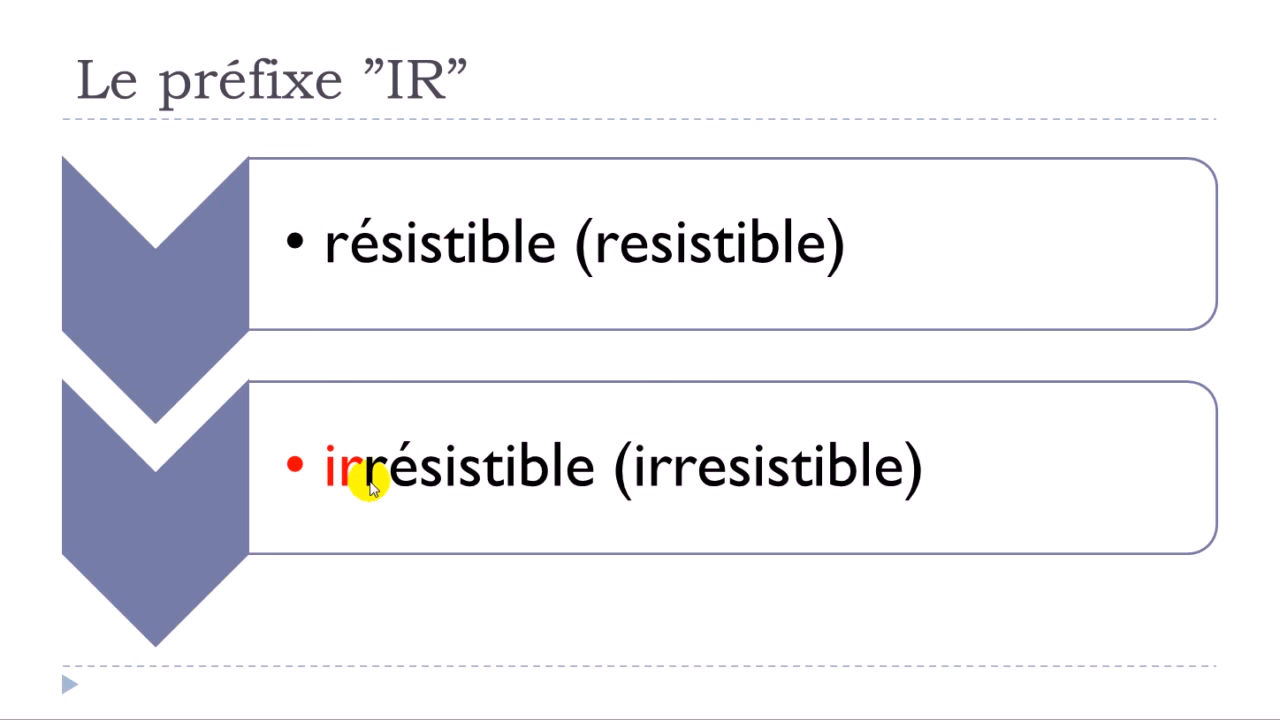 Le préfixe ”IR”
• résistible (resistible)
• irrésistible (irresistible)